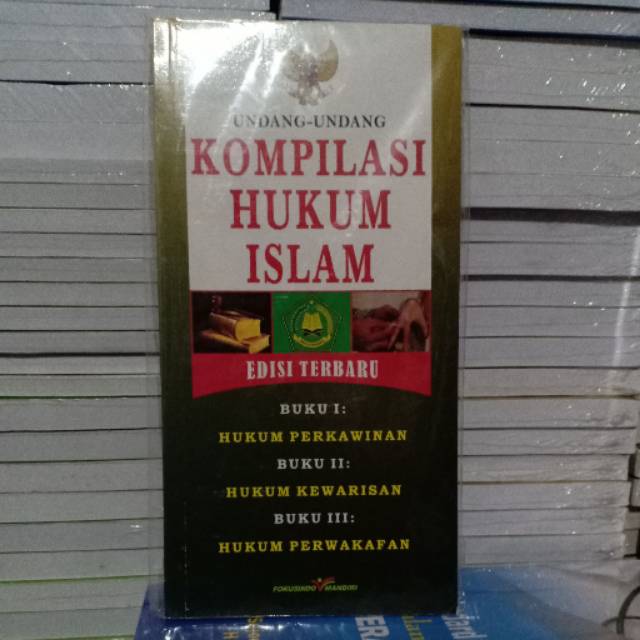 UNDANG-UNDANG
KOMPILASI
HUKUM
ISLAM
EDISI TERBARU
BUKU I:
HUKUM PERKAWINAN
BUKU II:
HUKUM KEWARISAN
BUKU III:
HUKUM PERWAKAFAN
FOKUSINDO MANDIRI